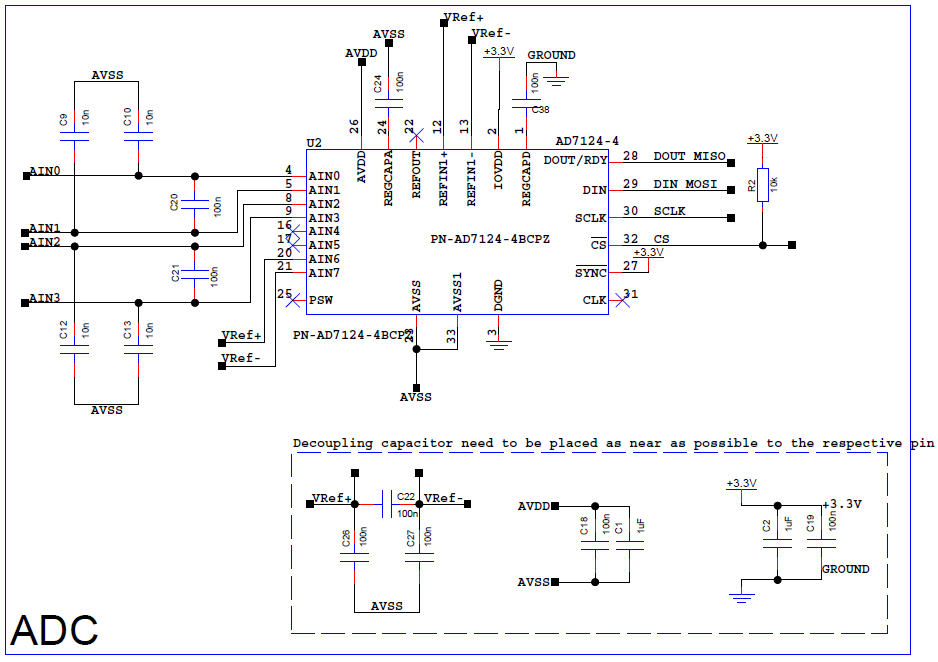 VRef+
AVSS VRef-
AVDD +3.3V GROUND
C24 100n 100n C38
AVSS
C9 10n C10 10n
26 24 22 12 13 2 1
U2 AD7124-4
+3.3V
AVDD REGCAPA REFOUT REFIN1+ REFIN1- IOVDD REGCAPD
DOUT/RDY 28 DOUT MISO
AIN0 4 AIN0
R2 10k
5 AIN1 DIN 29 DIN MOSI
C20 100n
8 AIN2
9 AIN3 SCLK 30 SCLK
AIN1 16 AIN4
PN-AD7124-4BCPZ
AIN2 17 AIN5 CS 32 CS
20 AIN6 +3.3V
21 AIN7 SYNC 27
C21 100n
AIN3 25 PSW AVSS AVSS1 DGND CLK 31
C12 10n C13 10n
VRef+ PN-AD7124-4BCPZ 33 3
VRef-
AVSS
AVSS
Decoupling capacitor need to be placed as near as possible to the respective pin
+3.3V
VRef+ C22 VRef- AVDD +3.3V
100n
C26 100n C27 100n C18 100n C1 1uF C2 1uF C19 100n
GROUND
AVSS
AVSS
ADC